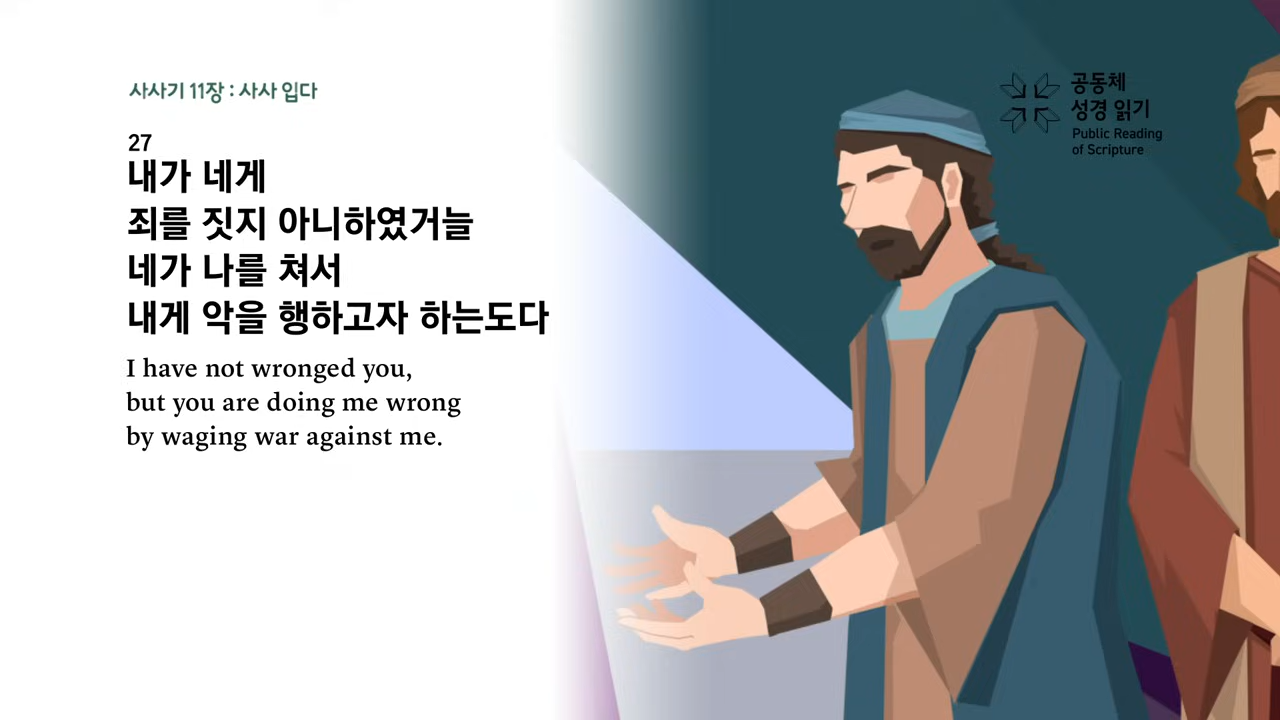 사사기 11장 : 사사 입다
27
내가 네게
죄를 짓지 아니하였거늘
네가 나를 쳐서
내게 악을 행하고자 하는도다
I have not wronged you,
but you are doing me wrong
by waging war against me.
공동체
성경 읽기
Public Reading
of Scripture